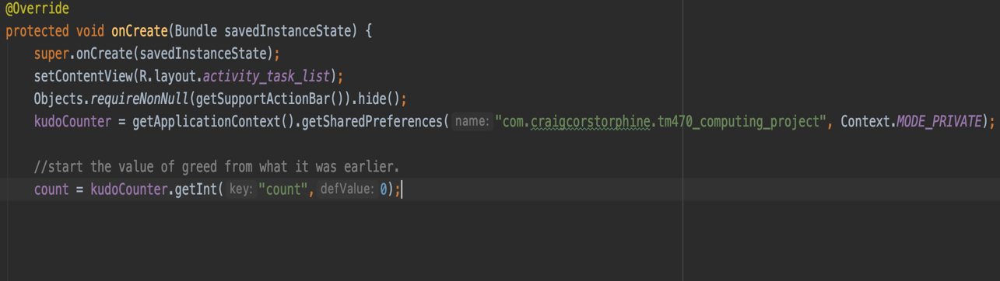 @Override
protected void onCreate(Bundle savedInstanceState) {
super.onCreate(savedInstanceState);
setContentView(R.layout.activity_task_list);
Objects.requireNonNull(getSupportActionBar()).hide();
kudoCounter = getApplicationContext().getSharedPreferences( name: "com.craigcorstorphine.tm470_computing_project", Context.MODE_PRIVATE);
//start the value of greed from what it was earlier.
count = kudoCounter.getInt( key: "count", defValue: 0);